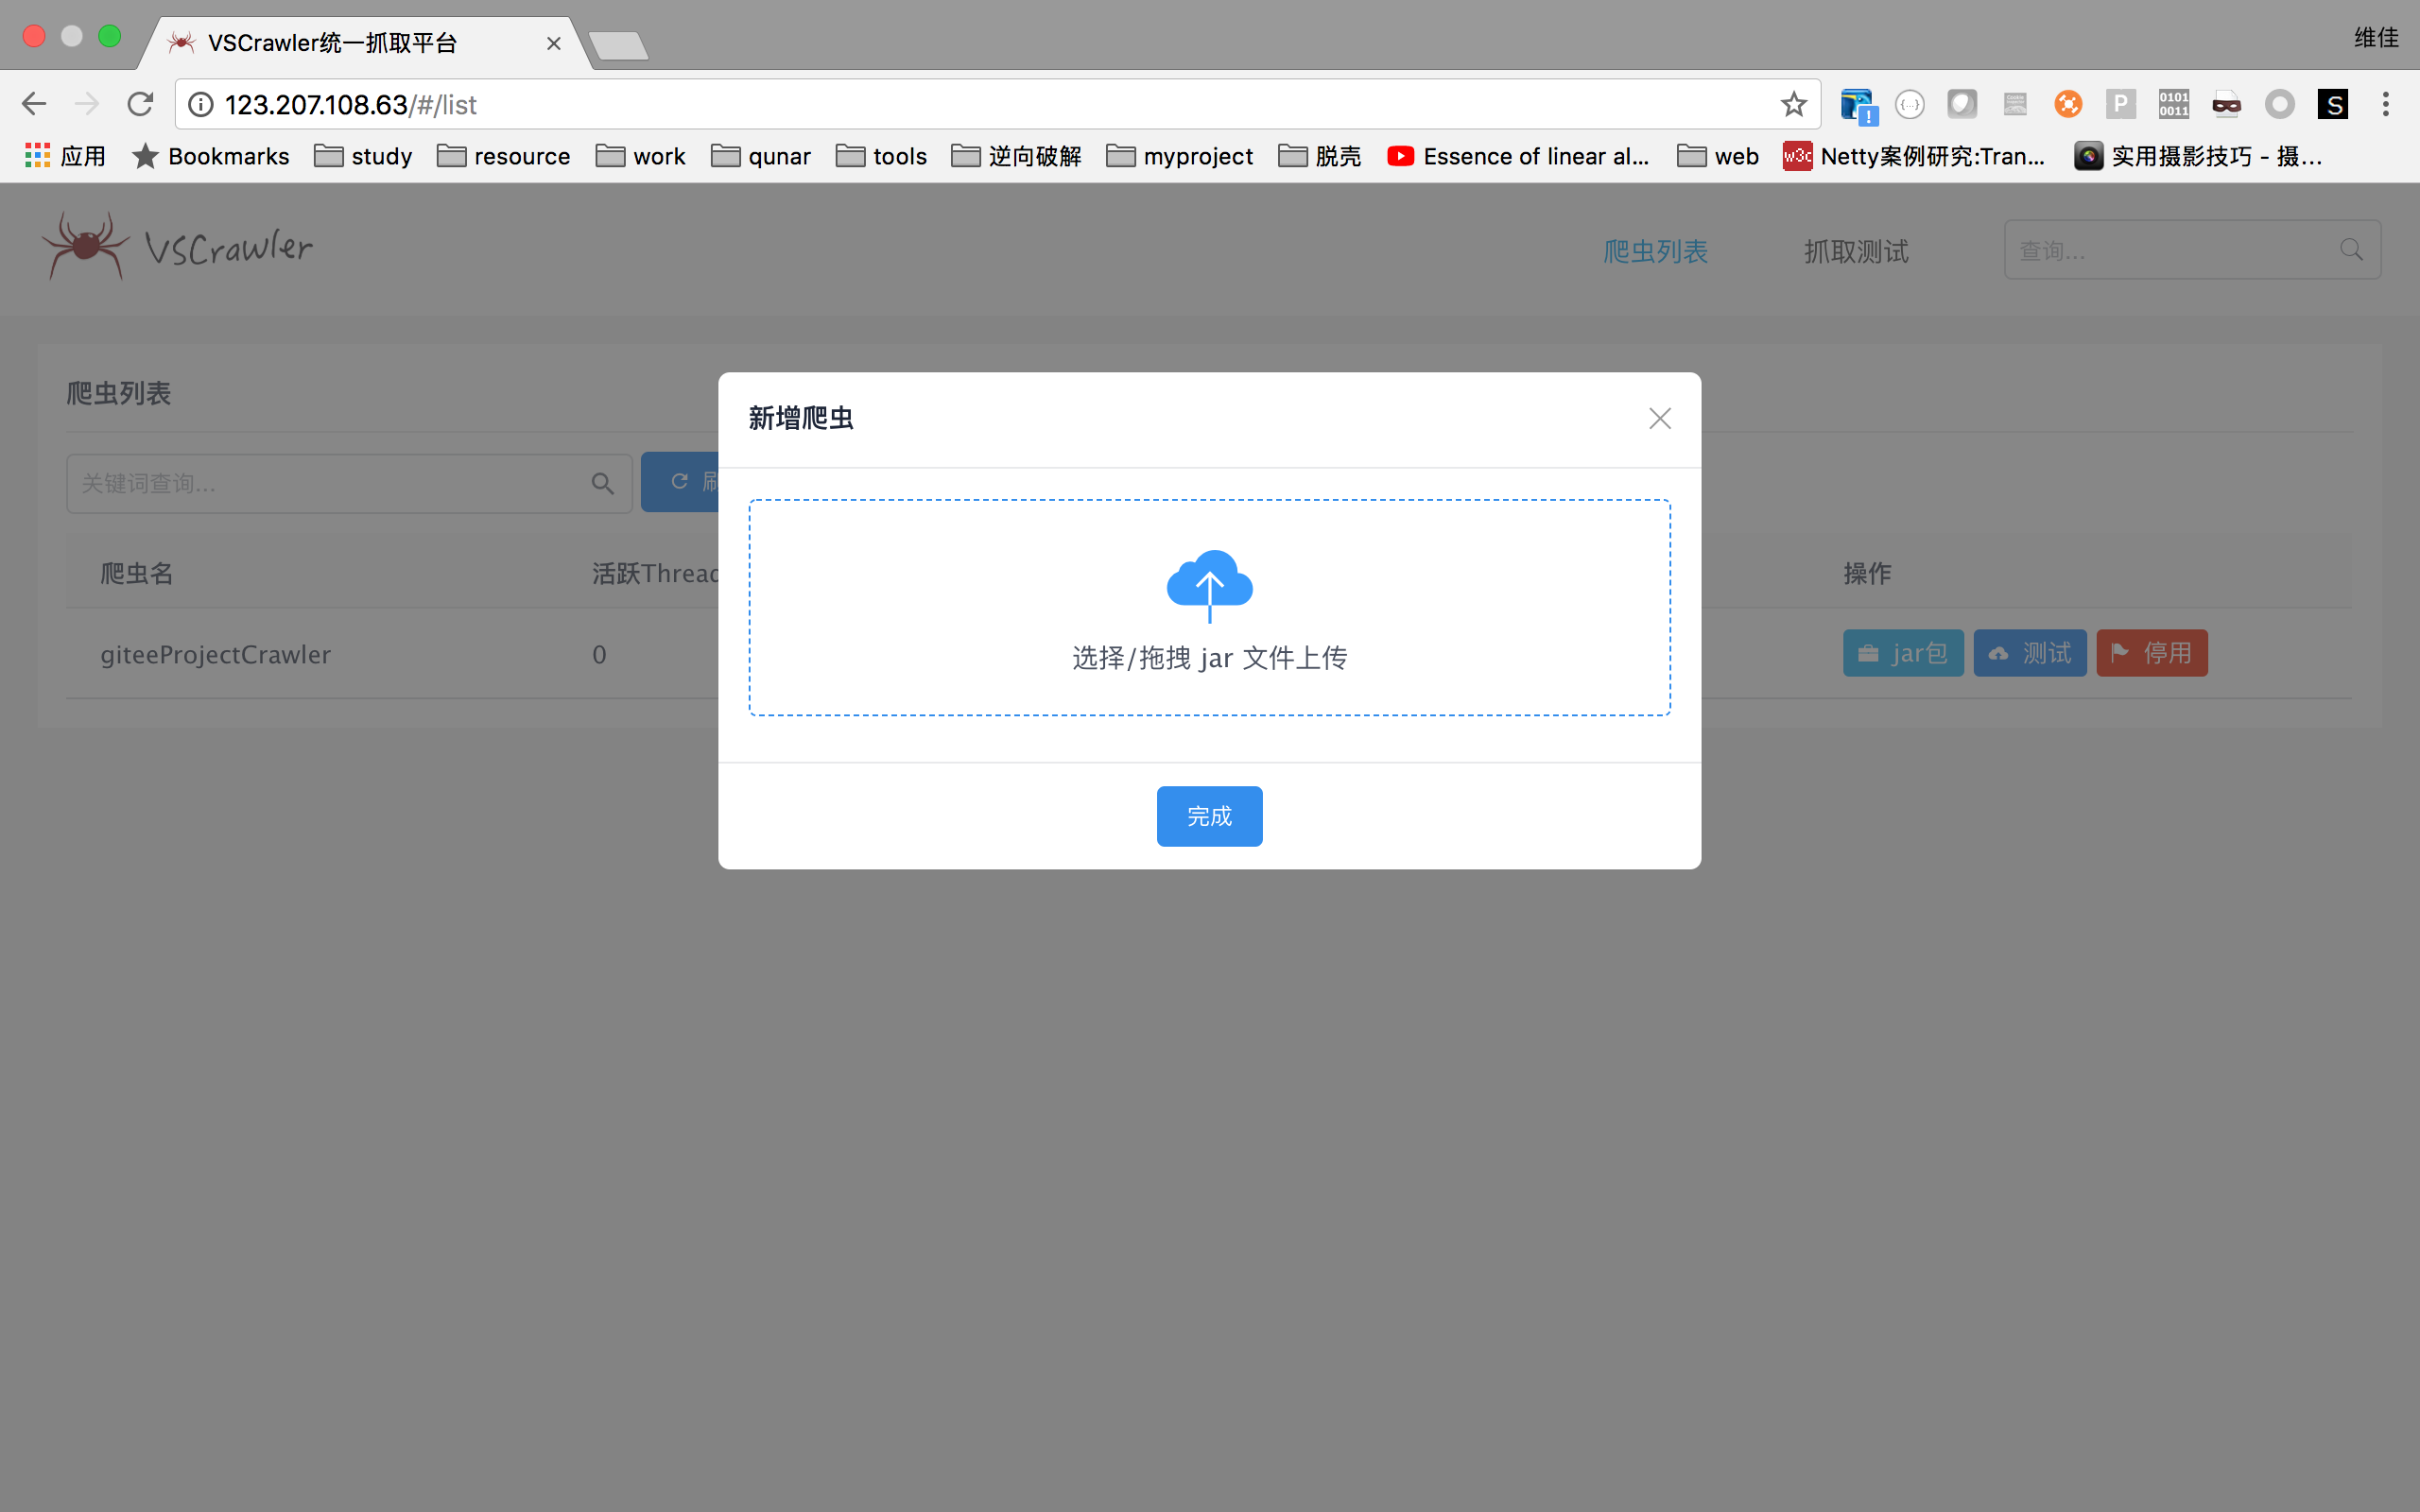 VSCrawler统一抓取平台
维佳
123.207.108.63/#/list
应用 Bookmarks study resource work qunar tools 逆向破解 myproject 脱壳 Essence of linear al... web Netty案例研究:Tran... 实用摄影技巧 - 摄...
VSCrawler 爬虫列表 抓取测试 查询...
爬虫列表
新增爬虫
关键词查询...
爬虫名 活跃Thread 操作
选择/拖拽 jar 文件上传
giteeProjectCrawler 0 jar包 测试 停用
完成